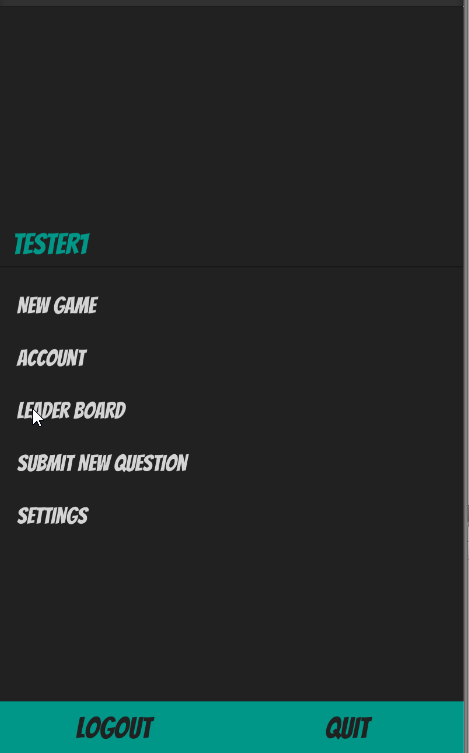 TESTER1
NEW GAME
ACCOUNT
LEADER BOARD
SUBMIT NEW QUESTION
SETTINGS
LOGOUT QUIT